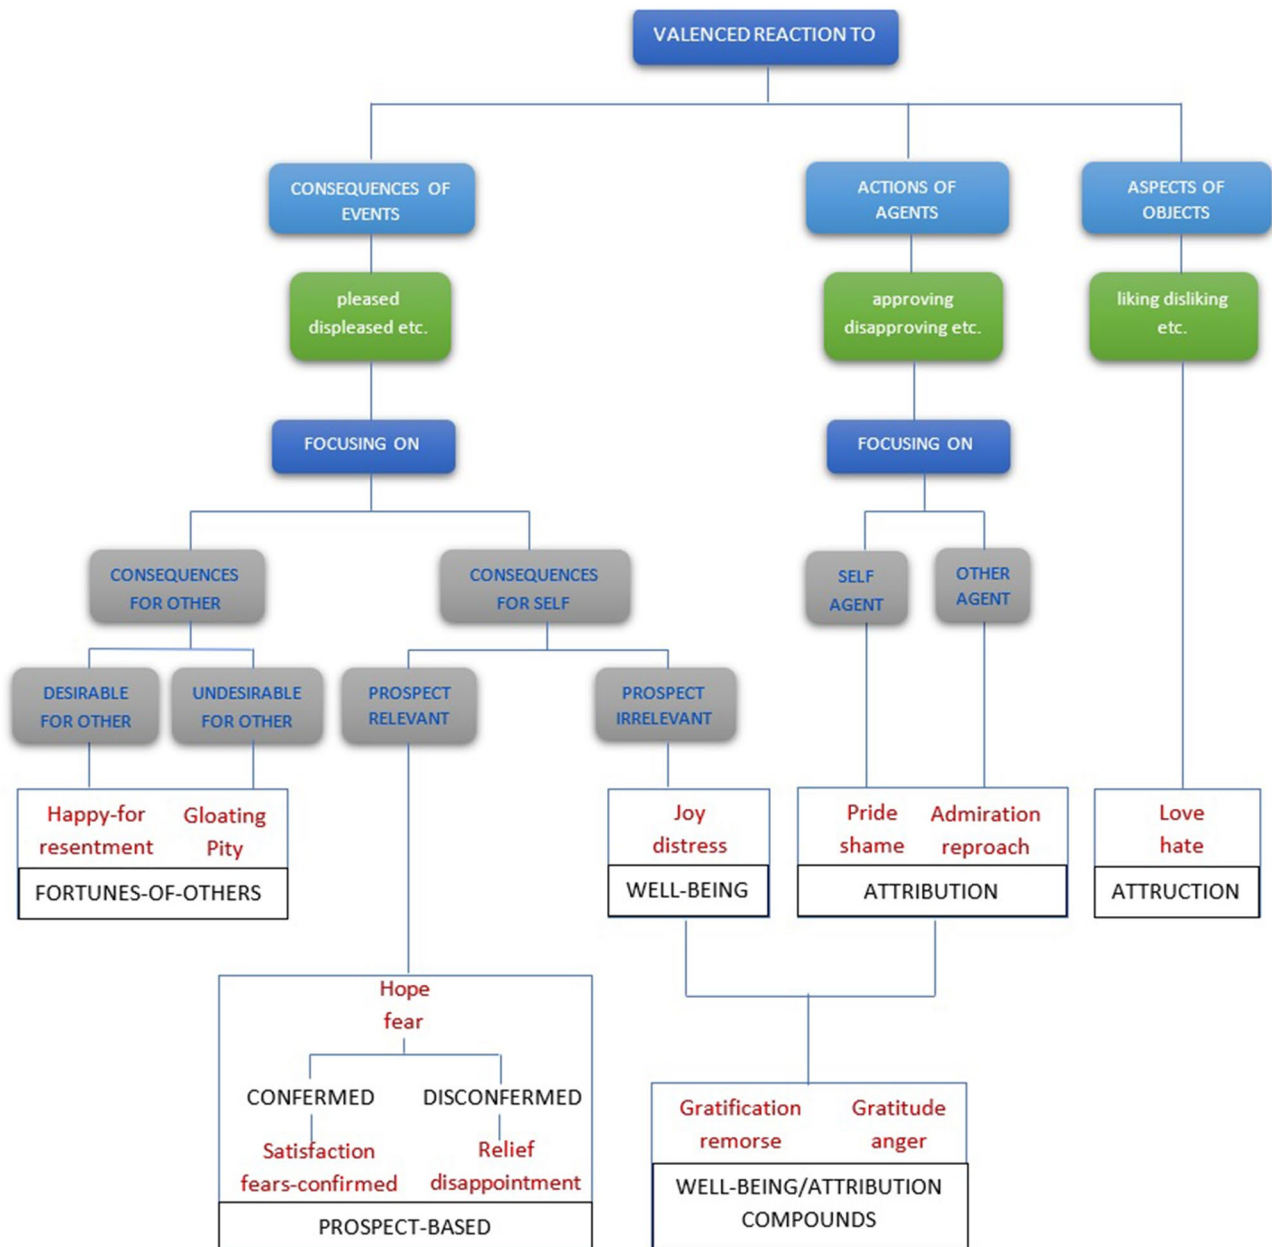 VALENCED REACTION TO
CONSEQUENCES OF
EVENTS
ACTIONS OF
AGENTS
ASPECTS OF
OBJECTS
pleased
displeased etc.
approving
disapproving etc.
liking disliking
etc.
FOCUSING ON
FOCUSING ON
CONSEQUENCES
FOR OTHER
CONSEQUENCES
FOR SELF
SELF
AGENT
OTHER
AGENT
DESIRABLE
FOR OTHER
UNDESIRABLE
FOR OTHER
PROSPECT
RELEVANT
PROSPECT
IRRELEVANT
Happy-for
resentment
Gloating
Pity
FORTUNES-OF-OTHERS
Joy
distress
WELL-BEING
Pride
shame
Admiration
reproach
ATTRIBUTION
Love
hate
ATTRUCTION
Hope
fear
CONFERMED
DISCONFERMED
Satisfaction
fears-confirmed
Relief
disappointment
PROSPECT-BASED
Gratification
remorse
Gratitude
anger
WELL-BEING/ATTRIBUTION
COMPOUNDS